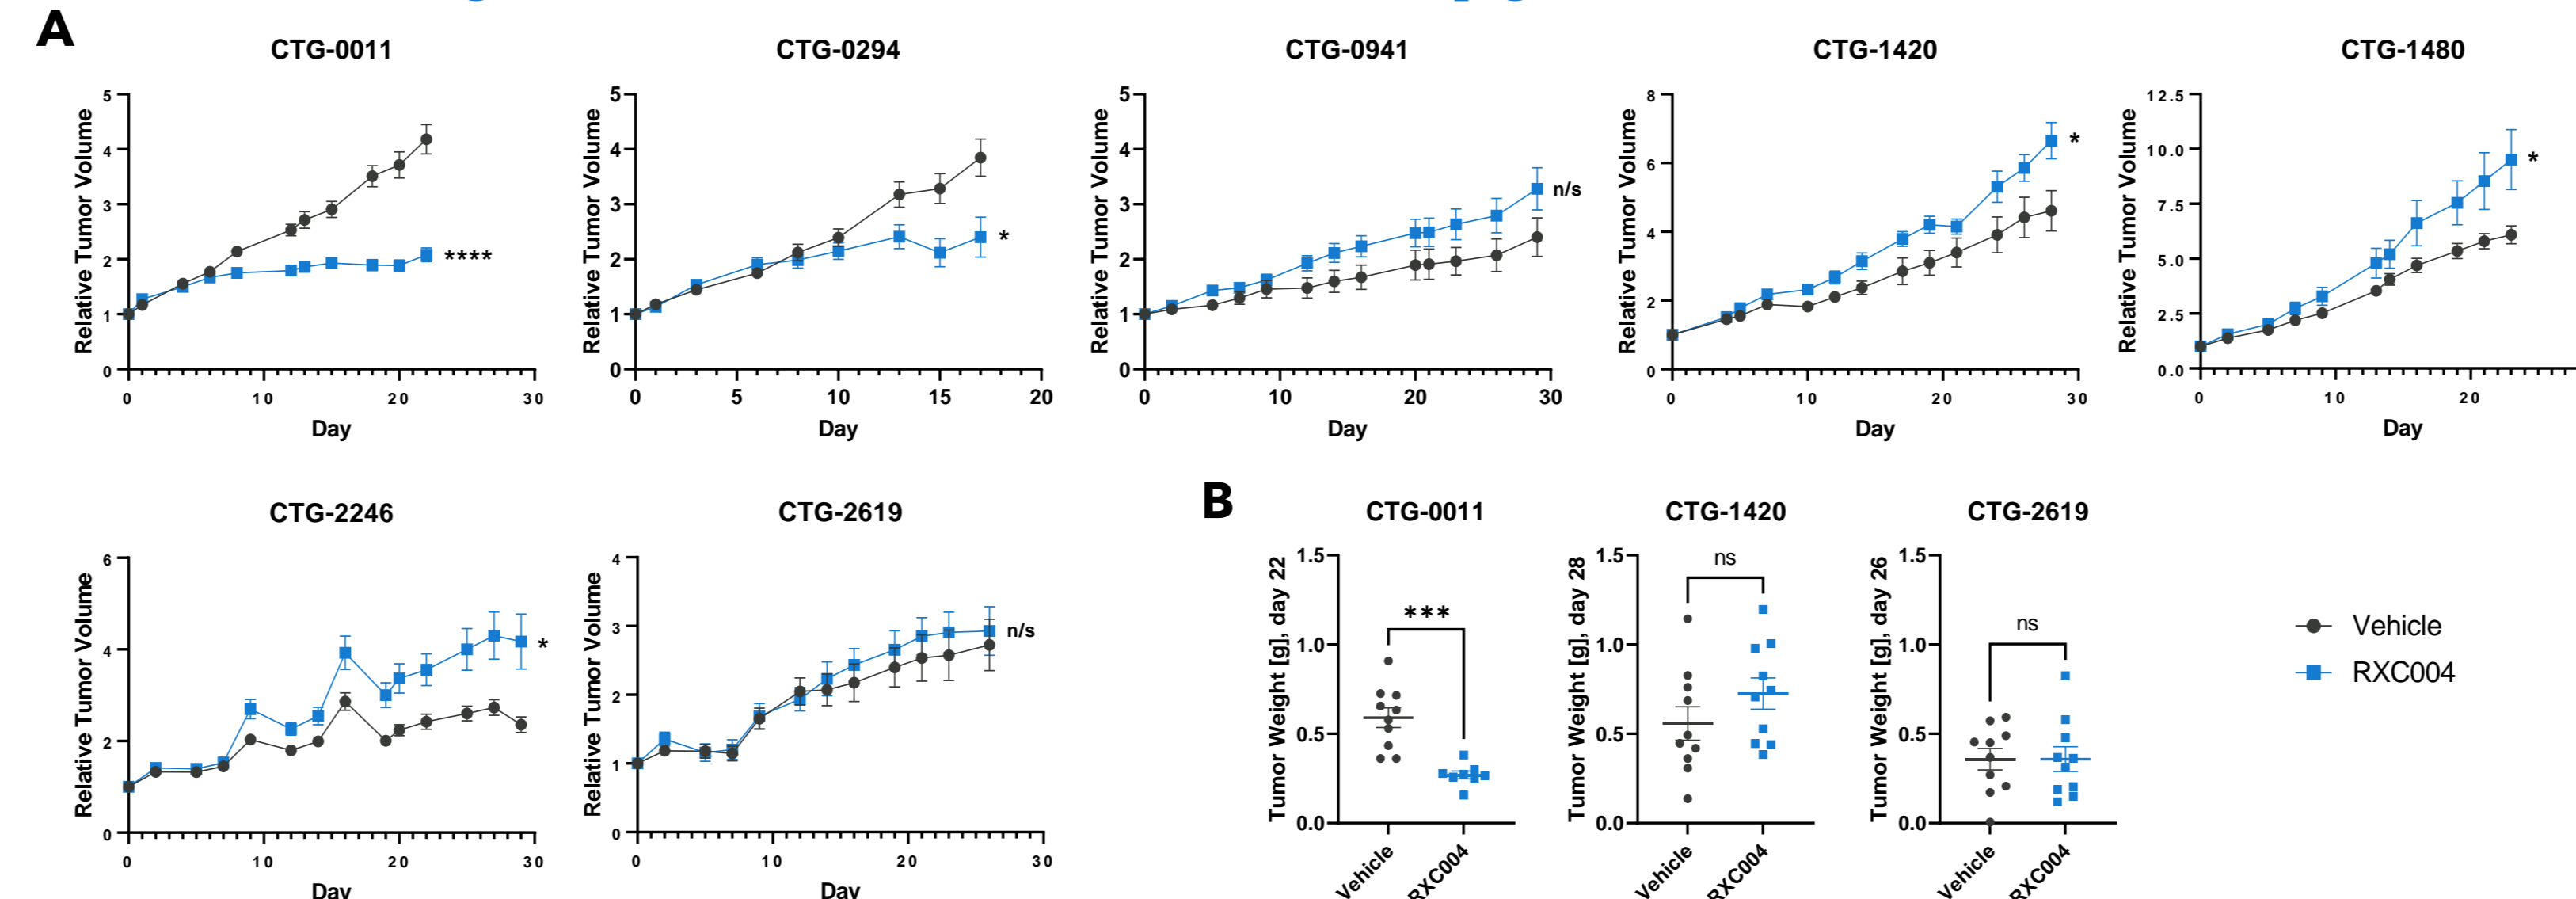 A
CTG-0011
CTG-0294
CTG-0941
CTG-1420
CTG-1480
Relative Tumor Volume
5
4
3
2
1
0
0 10 20 30
Day
****
Relative Tumor Volume
5
4
3
2
1
0
0 5 10 15 20
Day
*
Relative Tumor Volume
5
4
3
2
1
0
0 10 20 30
Day
n/s
Relative Tumor Volume
8
6
4
2
0
0 10 20 30
Day
*
Relative Tumor Volume
12.5
10.0
7.5
5.0
2.5
0.0
0 10 20
Day
*
CTG-2246
CTG-2619
Relative Tumor Volume
6
4
2
0
0 10 20 30
Day
*
Relative Tumor Volume
4
3
2
1
0
0 10 20 30
Day
n/s
B
CTG-0011
CTG-1420
CTG-2619
Tumor Weight [g], day 22
1.5
1.0
0.5
0.0
***
Vehicle
RXC004
Tumor Weight [g], day 28
1.5
1.0
0.5
0.0
ns
Vehicle
RXC004
Tumor Weight [g], day 26
1.5
1.0
0.5
0.0
ns
Vehicle
RXC004
Vehicle
RXC004